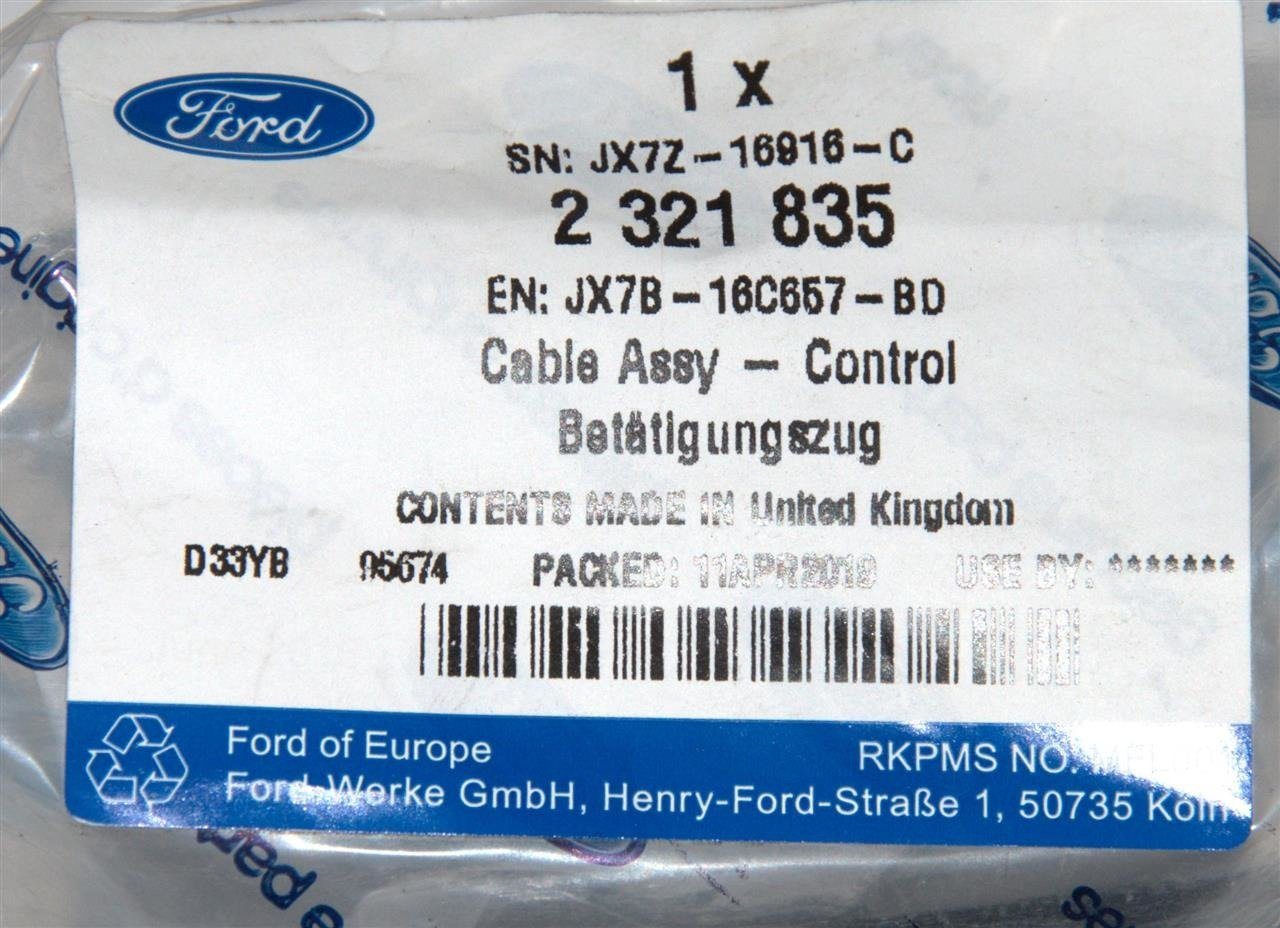 Ford
1 x
SN: JX7Z-16916-C
2 321 835
EN: JX7B-16C657-BD
Cable Assy - Control
Betätigungszug
CONTENTS MADE IN United Kingdom
D33YB 05674 PACKED: 11APR2019 USE BY: *******
Ford of Europe RKPMS NO.
Ford-Werke GmbH, Henry-Ford-Straße 1, 50735 Köln